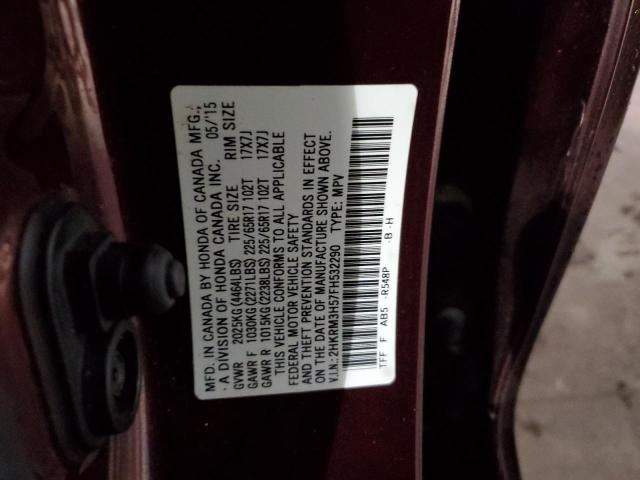 MFD. IN CANADA BY HONDA OF CANADA MFG.,
- A DIVISION OF HONDA CANADA INC. 05/'15
GVWR 2025KG(4464LBS) TIRE SIZE RIM SIZE
GAWR F 1030KG(2271LBS) 225/65R17 102T 17X7J
GAWR R 1015KG(2238LBS) 225/65R17 102T 17X7J
THIS VEHICLE CONFORMS TO ALL APPLICABLE
FEDERAL MOTOR VEHICLE SAFETY
AND THEFT PREVENTION STANDARDS IN EFFECT
ON THE DATE OF MANUFACTURE SHOWN ABOVE.
V.I.N.: 2HKRM3H57FH532290 TYPE: MPV
TFF F AB5 -R548P -B -H